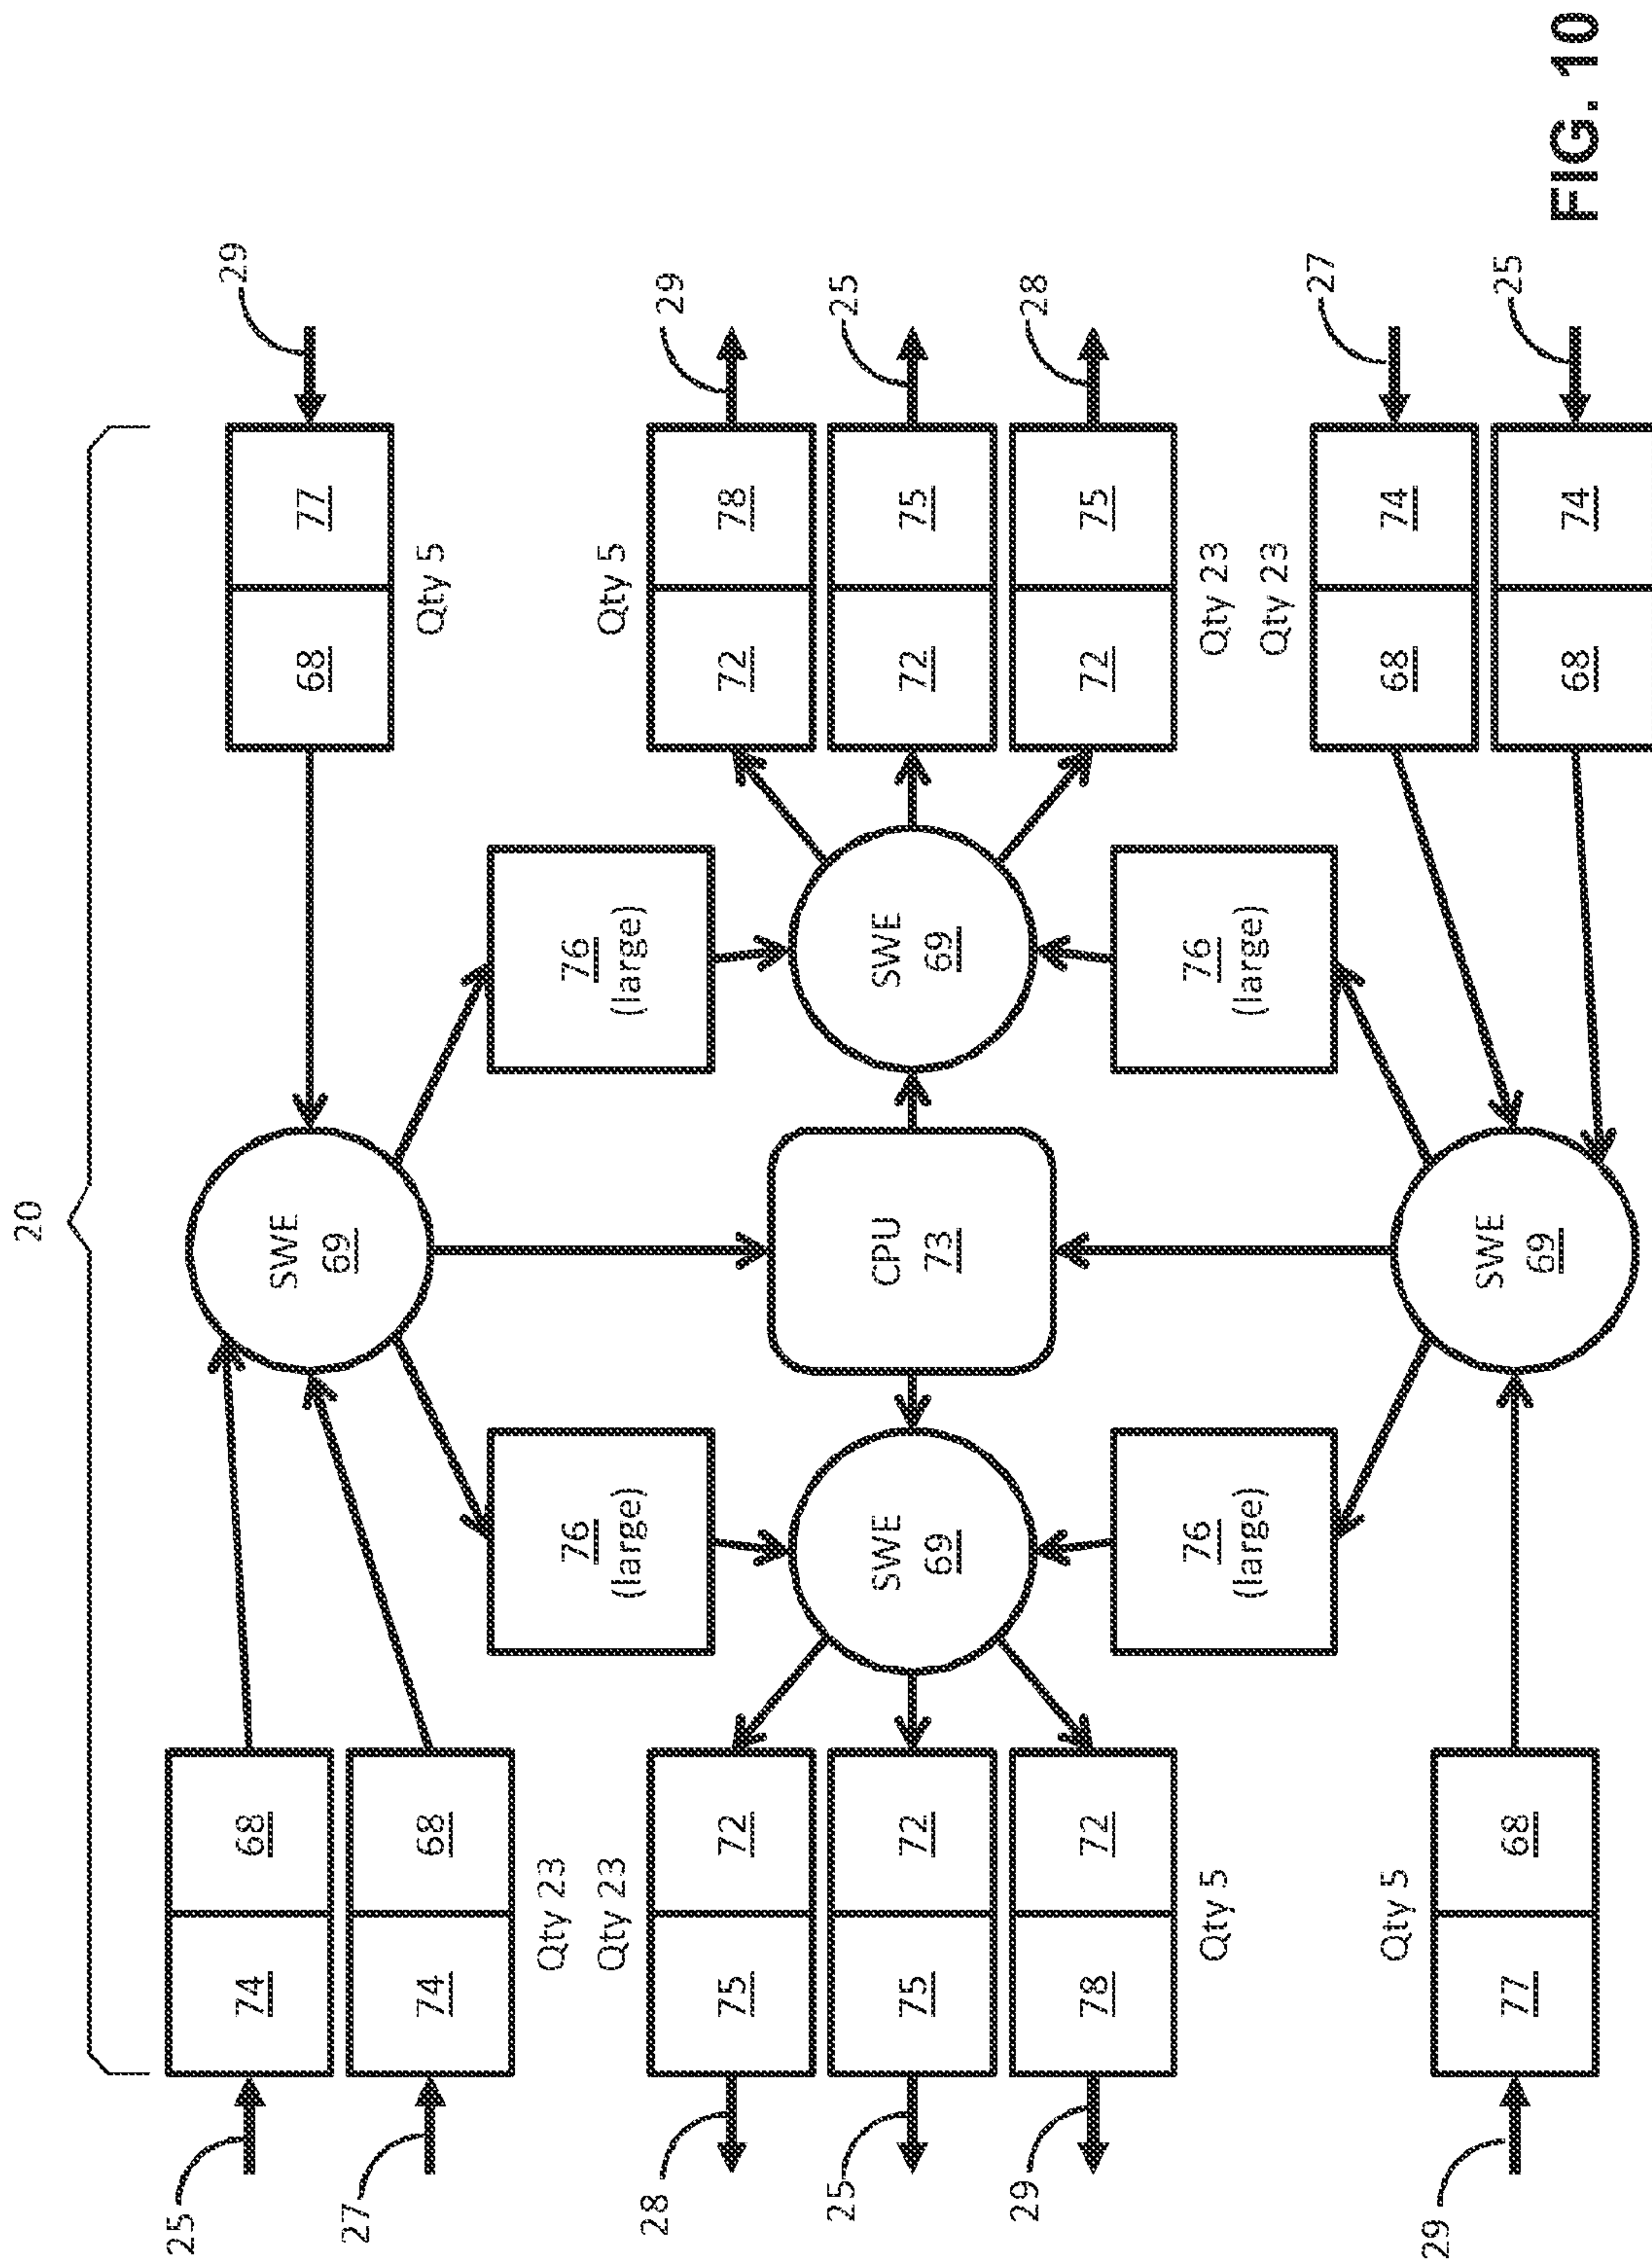 20
25
29
74 68
SWE
69
68 77
27
74 68
Qty 5
Qty 23
76
(large)
76
(large)
Qty 23
Qty 5
28
29
75 72
72 78
25
25
75 72
SWE
69
CPU
73
SWE
69
72 75
29
28
78 72
72 75
Qty 5
Qty 23
76
(large)
76
(large)
Qty 23
27
Qty 5
68 74
29
25
77 68
SWE
69
68 74
FIG. 10